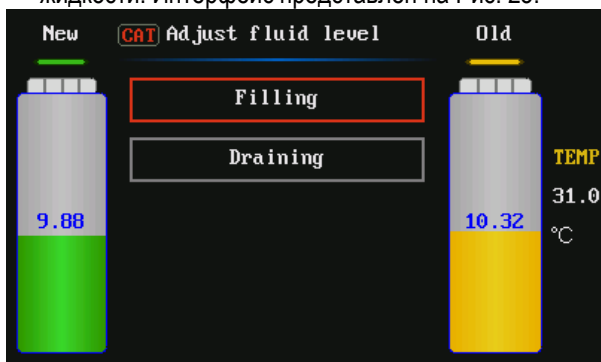 жидкости. Интерфейс представлен на Рис. 29.
New CAT Adjust fluid level Old
Filling
Draining
TEMP
31.0
9.88 10.32
°C